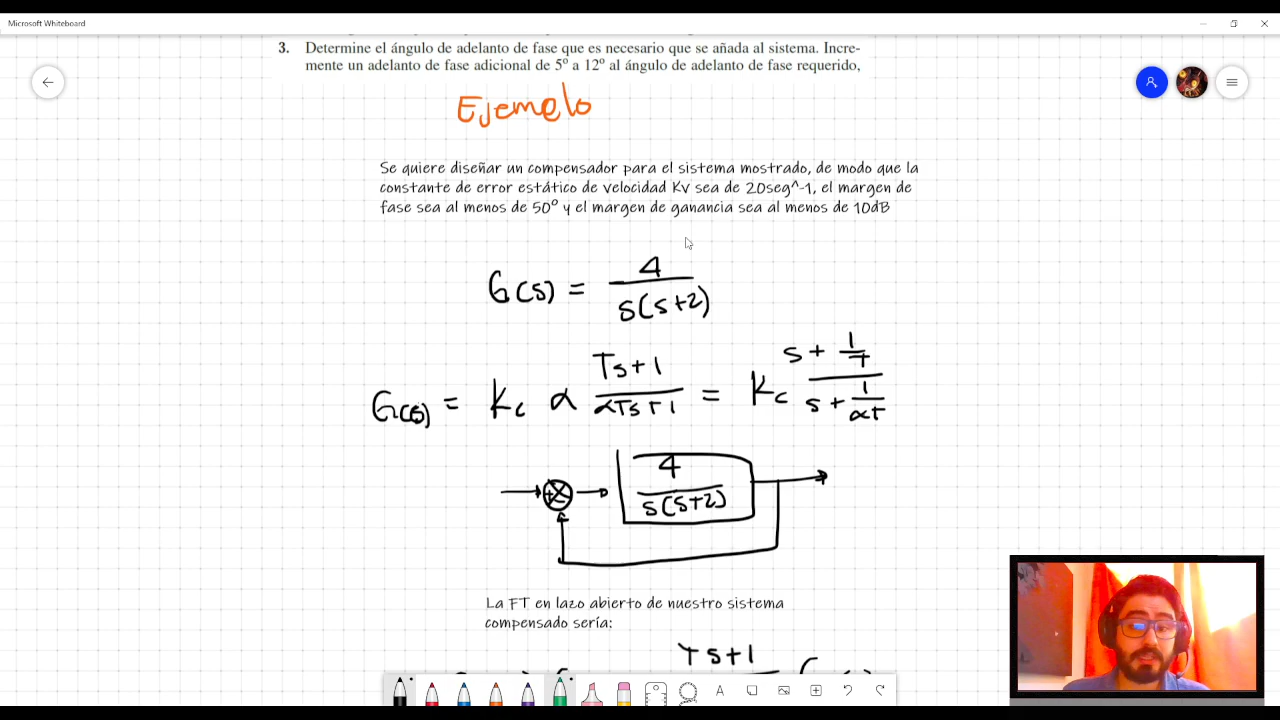 Microsoft Whiteboard
3. Determine el ángulo de adelanto de fase que es necesario que se añada al sistema. Incre-
mente un adelanto de fase adicional de 5º a 12º al ángulo de adelanto de fase requerido,
Ejemelo
Se quiere diseñar un compensador para el sistema mostrado, de modo que la
constante de error estático de velocidad Kv sea de 20seg^-1, el margen de
fase sea al menos de 50º y el margen de ganancia sea al menos de 10dB
G(s) = 4 / s(s+2)
G(s) = Kc α Ts+1 / αTs+1 = Kc s + 1/T / s + 1/αT
4 / s(s+2)
La FT en lazo abierto de nuestro sistema
compensado sería:
Ts+1
A